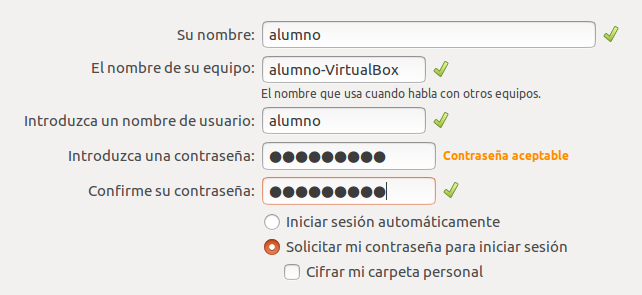 Su nombre: alumno
El nombre de su equipo: alumno-VirtualBox
El nombre que usa cuando habla con otros equipos.
Introduzca un nombre de usuario: alumno
Introduzca una contraseña: ●●●●●●●●● Contraseña aceptable
Confirme su contraseña: ●●●●●●●●●
Iniciar sesión automáticamente
Solicitar mi contraseña para iniciar sesión
Cifrar mi carpeta personal